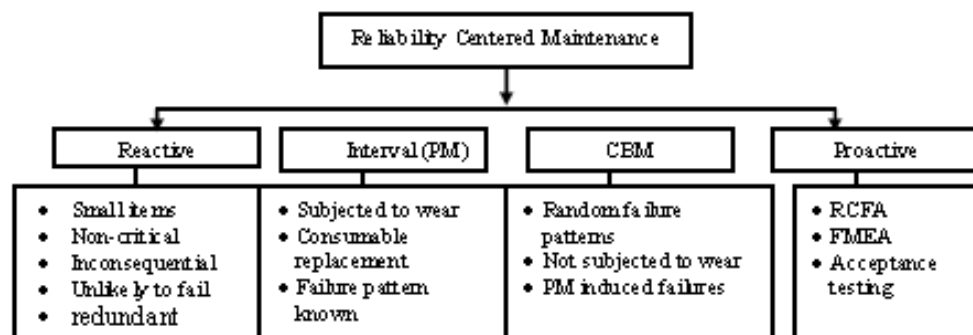 Reliability Centered Maintenance
Reactive
Interval (PM)
CBM
Proactive
• Small items
• Non-critical
• Inconsequential
• Unlikely to fail
• redundant
• Subjected to wear
• Consumable
replacement
• Failure pattern
known
• Random failure
patterns
• Not subjected to wear
• PM induced failures
• RCFA
• FMEA
• Acceptance
testing